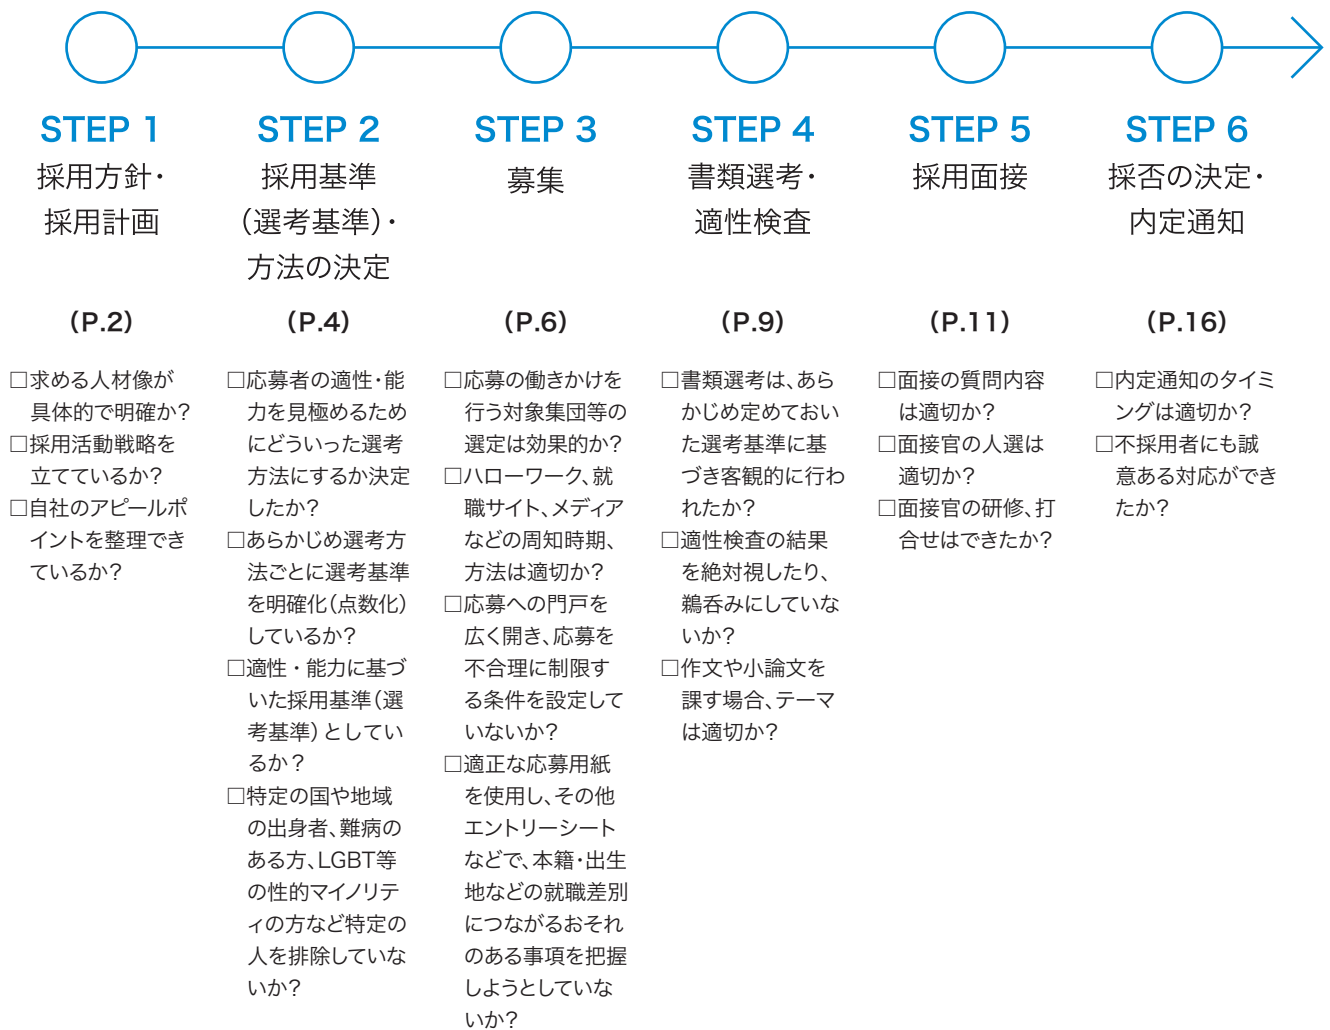 STEP 1
採用方針・
採用計画
(P.2)
□求める人材像が
具体的で明確か？
□採用活動戦略を
立てているか？
□自社のアピールポ
イントを整理でき
ているか？
STEP 2
採用基準
（選考基準）・
方法の決定
(P.4)
□応募者の適性・能
力を見極めるため
にどういった選考
方法にするか決定
したか？
□あらかじめ選考方
法ごとに選考基準
を明確化（点数化）
しているか？
□適性・能力に基づ
いた採用基準（選
考基準）としてい
るか？
□特定の国や地域
の出身者、難病の
ある方、LGBT等
の性的マイノリテ
ィの方など特定の
人を排除していな
いか？
STEP 3
募集
(P.6)
□応募の働きかけを
行う対象集団等の
選定は効果的か？
□ハローワーク、就
職サイト、メディア
などの周知時期、
方法は適切か？
□応募への門戸を
広く開き、応募を
不合理に制限す
る条件を設定して
いないか？
□適正な応募用紙
を使用し、その他
エントリーシート
などで、本籍・出生
地などの就職差別
につながるおそれ
のある事項を把握
しようとしていな
いか？
STEP 4
書類選考・
適性検査
(P.9)
□書類選考は、あら
かじめ定めておい
た選考基準に基
づき客観的に行わ
れたか？
□適性検査の結果
を絶対視したり、
鵜呑みにしていな
いか？
□作文や小論文を
課す場合、テーマ
は適切か？
STEP 5
採用面接
(P.11)
□面接の質問内容
は適切か？
□面接官の人選は
適切か？
□面接官の研修、打
合せはできたか？
STEP 6
採否の決定・
内定通知
(P.16)
□内定通知のタイミ
ングは適切か？
□不採用者にも誠
意ある対応ができ
たか？